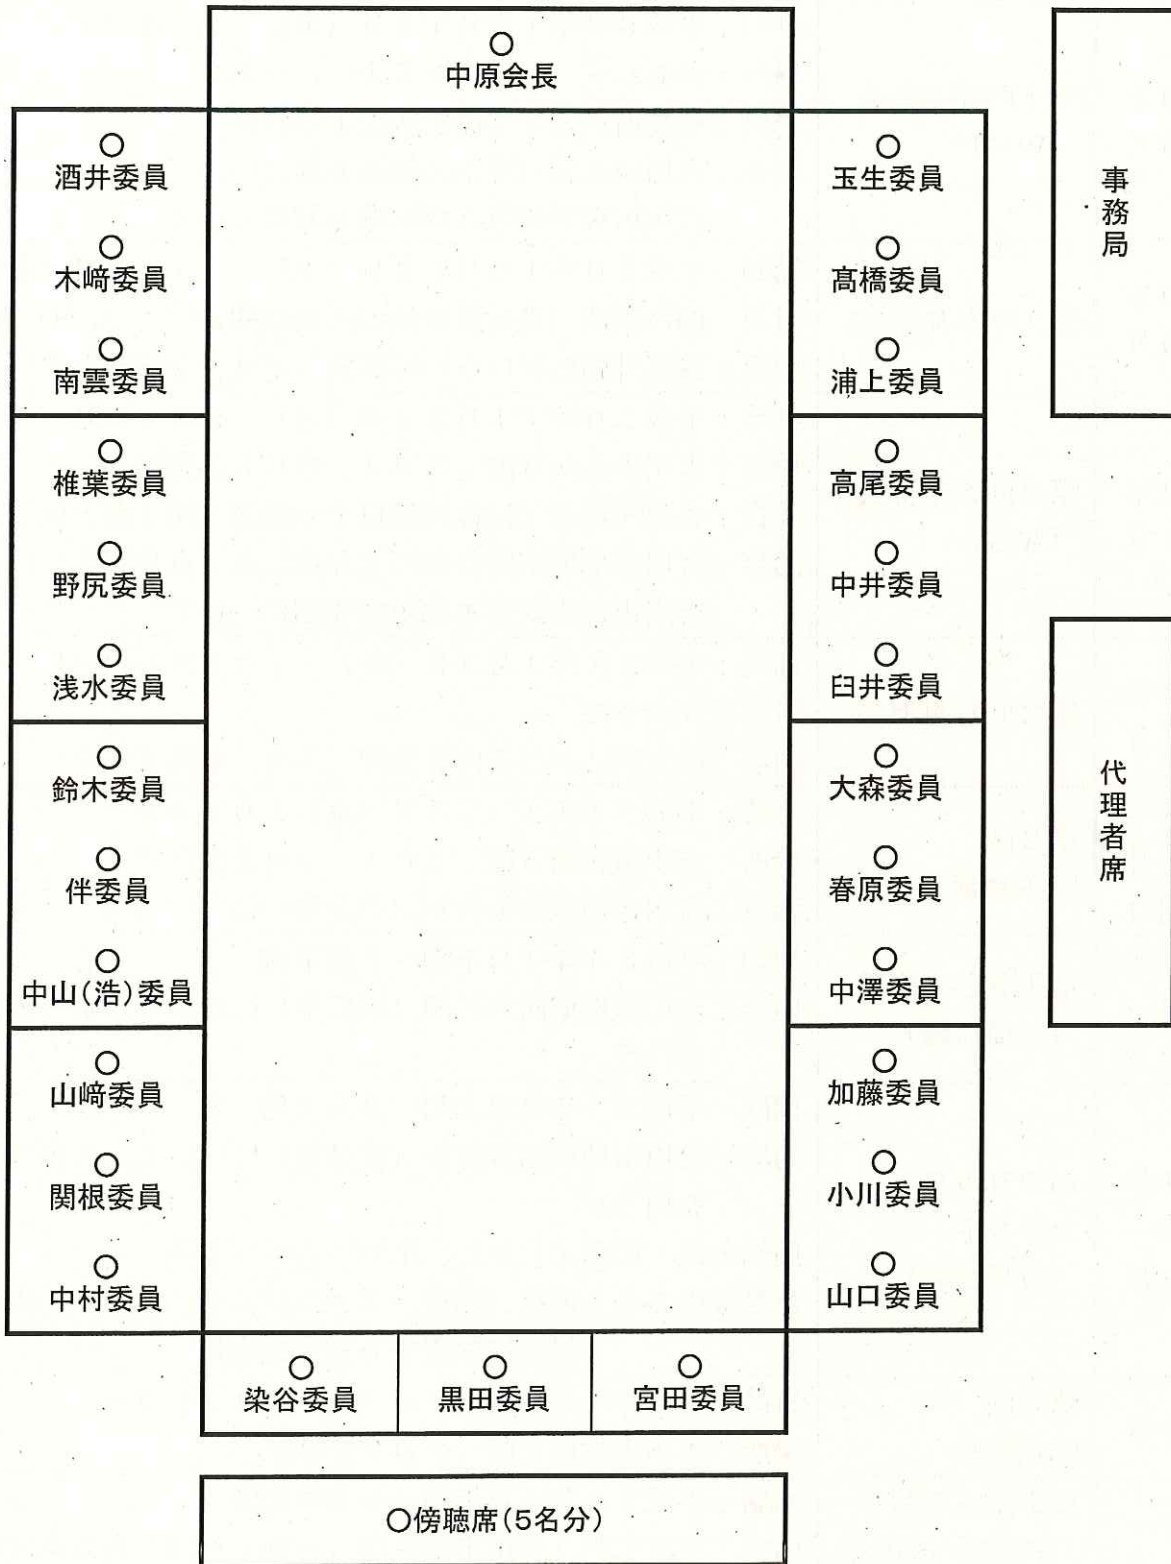 ○
中原会長
○
酒井委員
○
木﨑委員
○
南雲委員
○
椎葉委員
○
野尻委員
○
浅水委員
○
鈴木委員
○
伴委員
○
中山(浩)委員
○
山﨑委員
○
関根委員
○
中村委員
○
玉生委員
○
髙橋委員
○
浦上委員
○
高尾委員
○
中井委員
○
臼井委員
○
大森委員
○
春原委員
○
中澤委員
○
加藤委員
○
小川委員
○
山口委員
○
染谷委員
○
黒田委員
○
宮田委員
○傍聴席(5名分)
事務局
代理者席